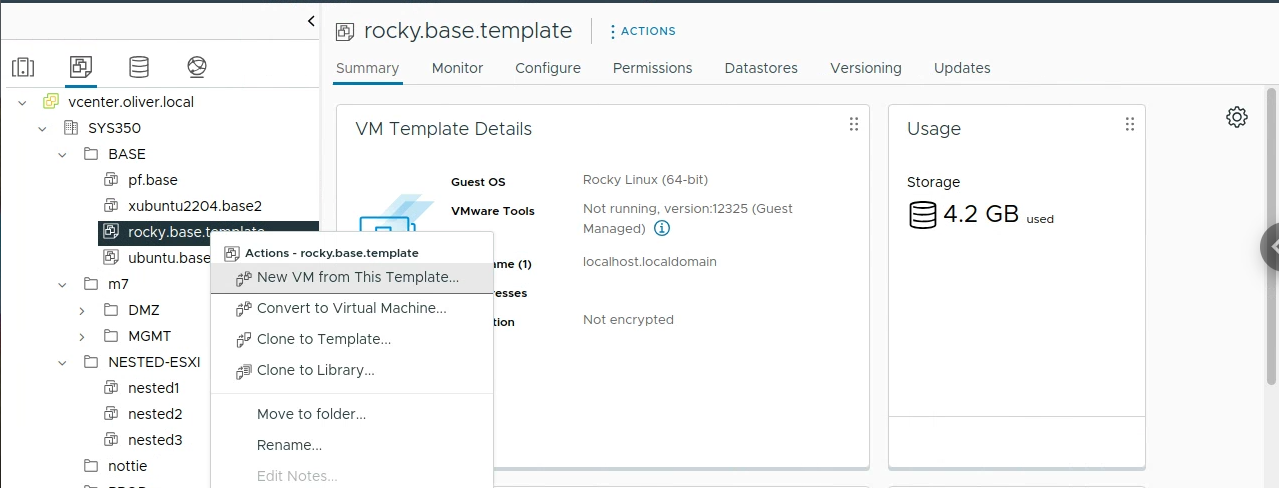 rocky.base.template
ACTIONS
Summary Monitor Configure Permissions Datastores Versioning Updates
vcenter.oliver.local
SYS350
BASE
pf.base
xubuntu2204.base2
rocky.base.template
ubuntu.base
m7
DMZ
MGMT
NESTED-ESXI
nested1
nested2
nested3
nottie
Actions - rocky.base.template
New VM from This Template...
Convert to Virtual Machine...
Clone to Template...
Clone to Library...
Move to folder...
Rename...
Edit Notes...
VM Template Details
Guest OS Rocky Linux (64-bit)
VMware Tools Not running, version:12325 (Guest
Managed)
ame (1) localhost.localdomain
resses
tion Not encrypted
Usage
Storage
4.2 GB used